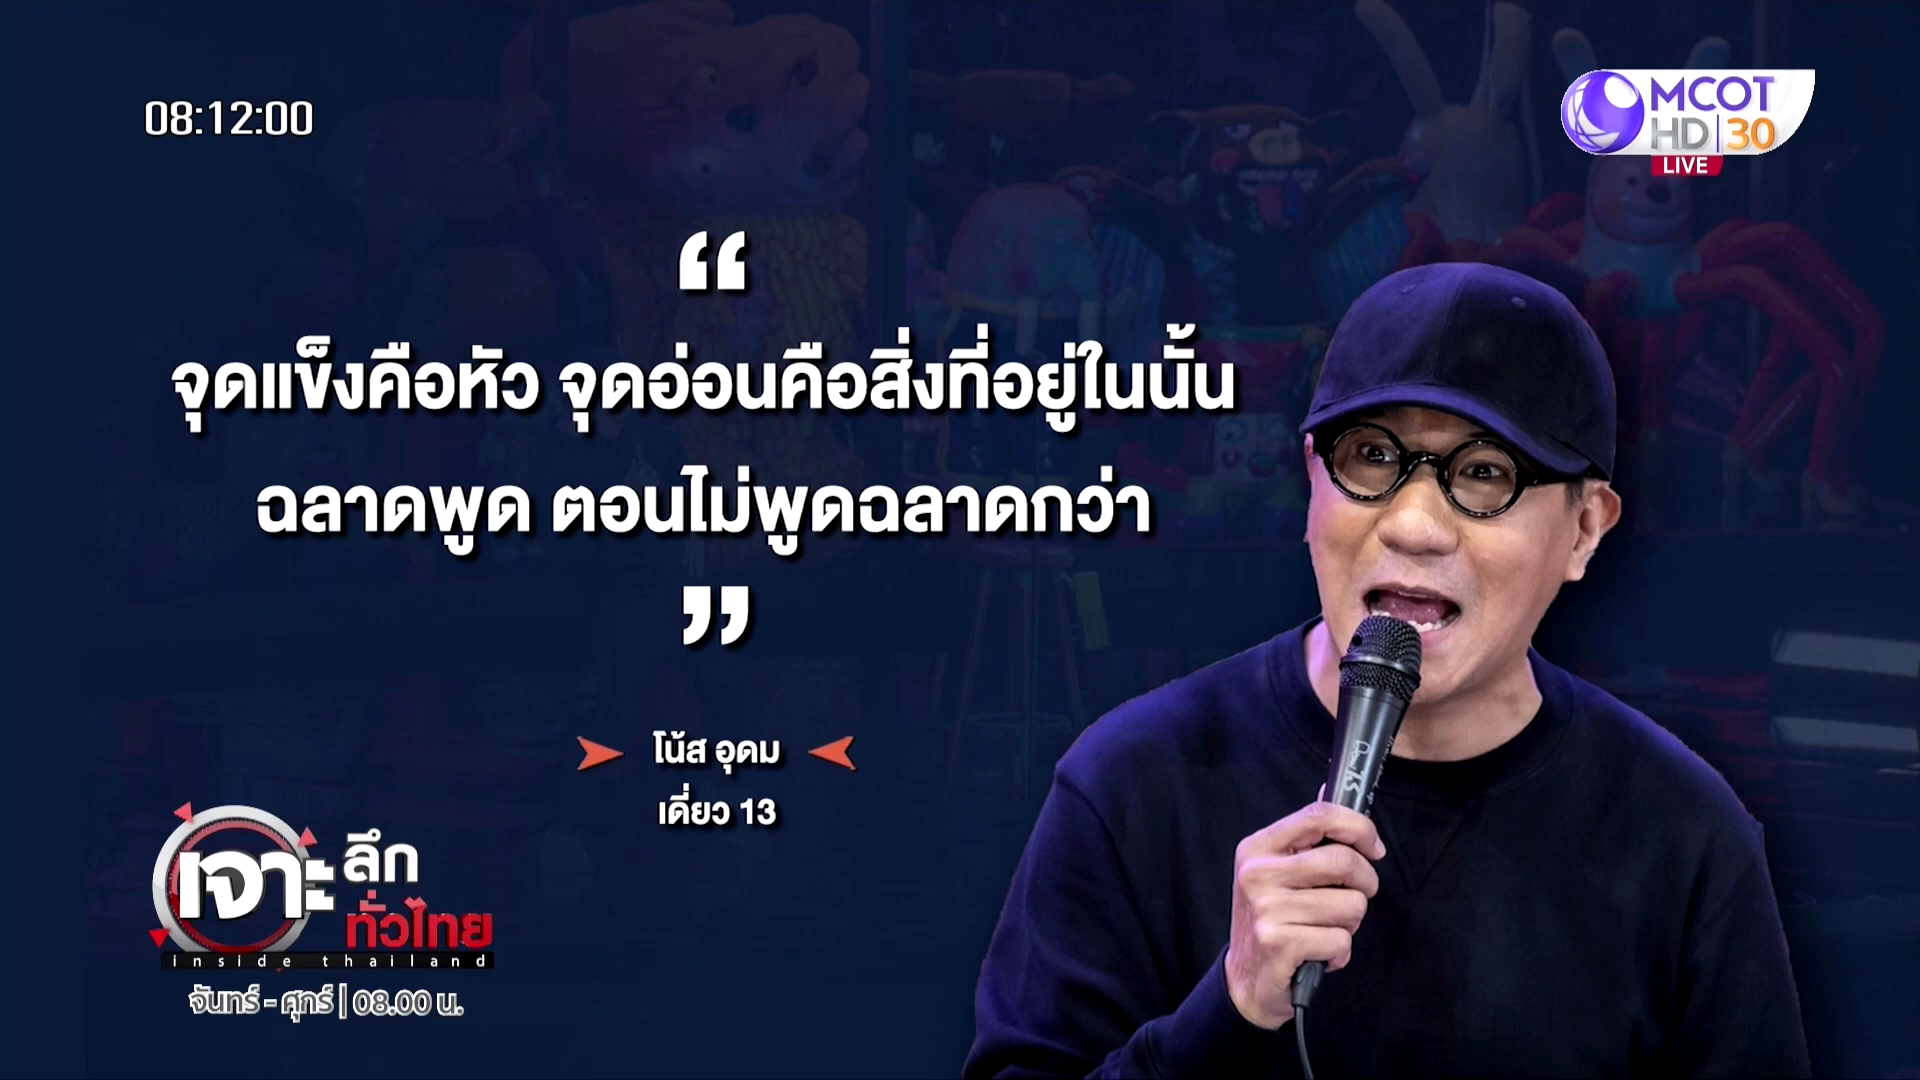 08:12:00
MCOT
HD|30
LIVE
“
จุดแข็งคือหัว จุดอ่อนคือสิ่งที่อยู่ในนั้น
ฉลาดพูด ตอนไม่พูดฉลาดกว่า
”
โน้ส อุดม
เดี่ยว 13
เจาะลึก
ทั่วไทย
inside thailand
จันทร์ - ศุกร์ | 08.00 น.